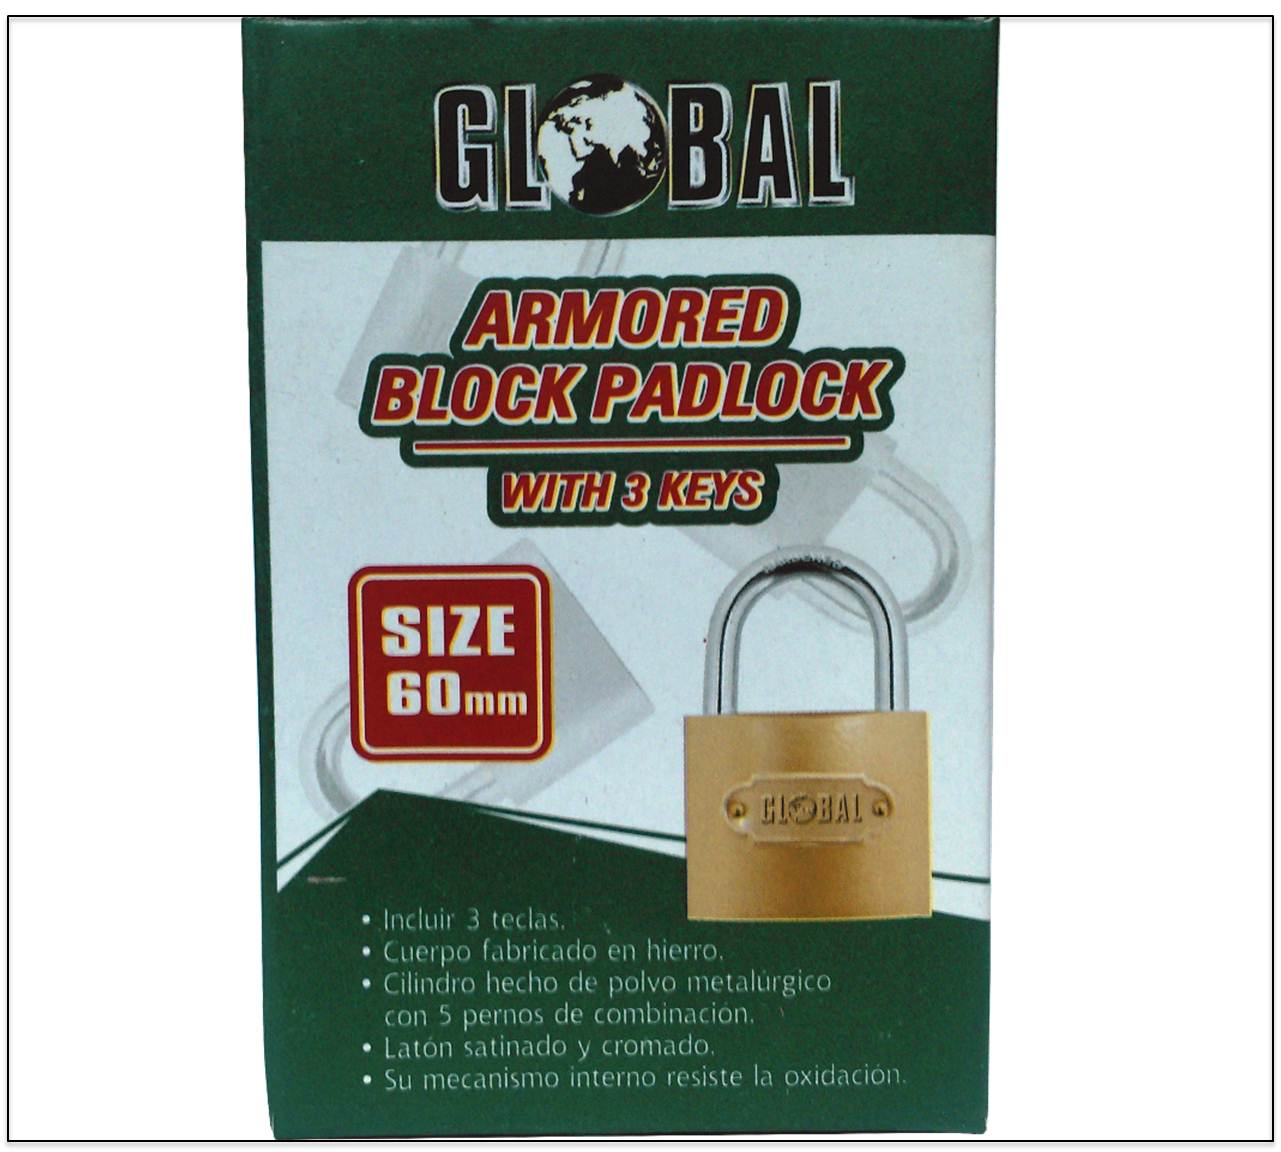 GLOBAL
ARMORED
BLOCK PADLOCK
WITH 3 KEYS
SIZE
60mm
HARDENED
GLOBAL
• Incluir 3 teclas.
• Cuerpo fabricado en hierro.
• Cilindro hecho de polvo metalúrgico
con 5 pernos de combinación.
• Latón satinado y cromado.
• Su mecanismo interno resiste la oxidación.